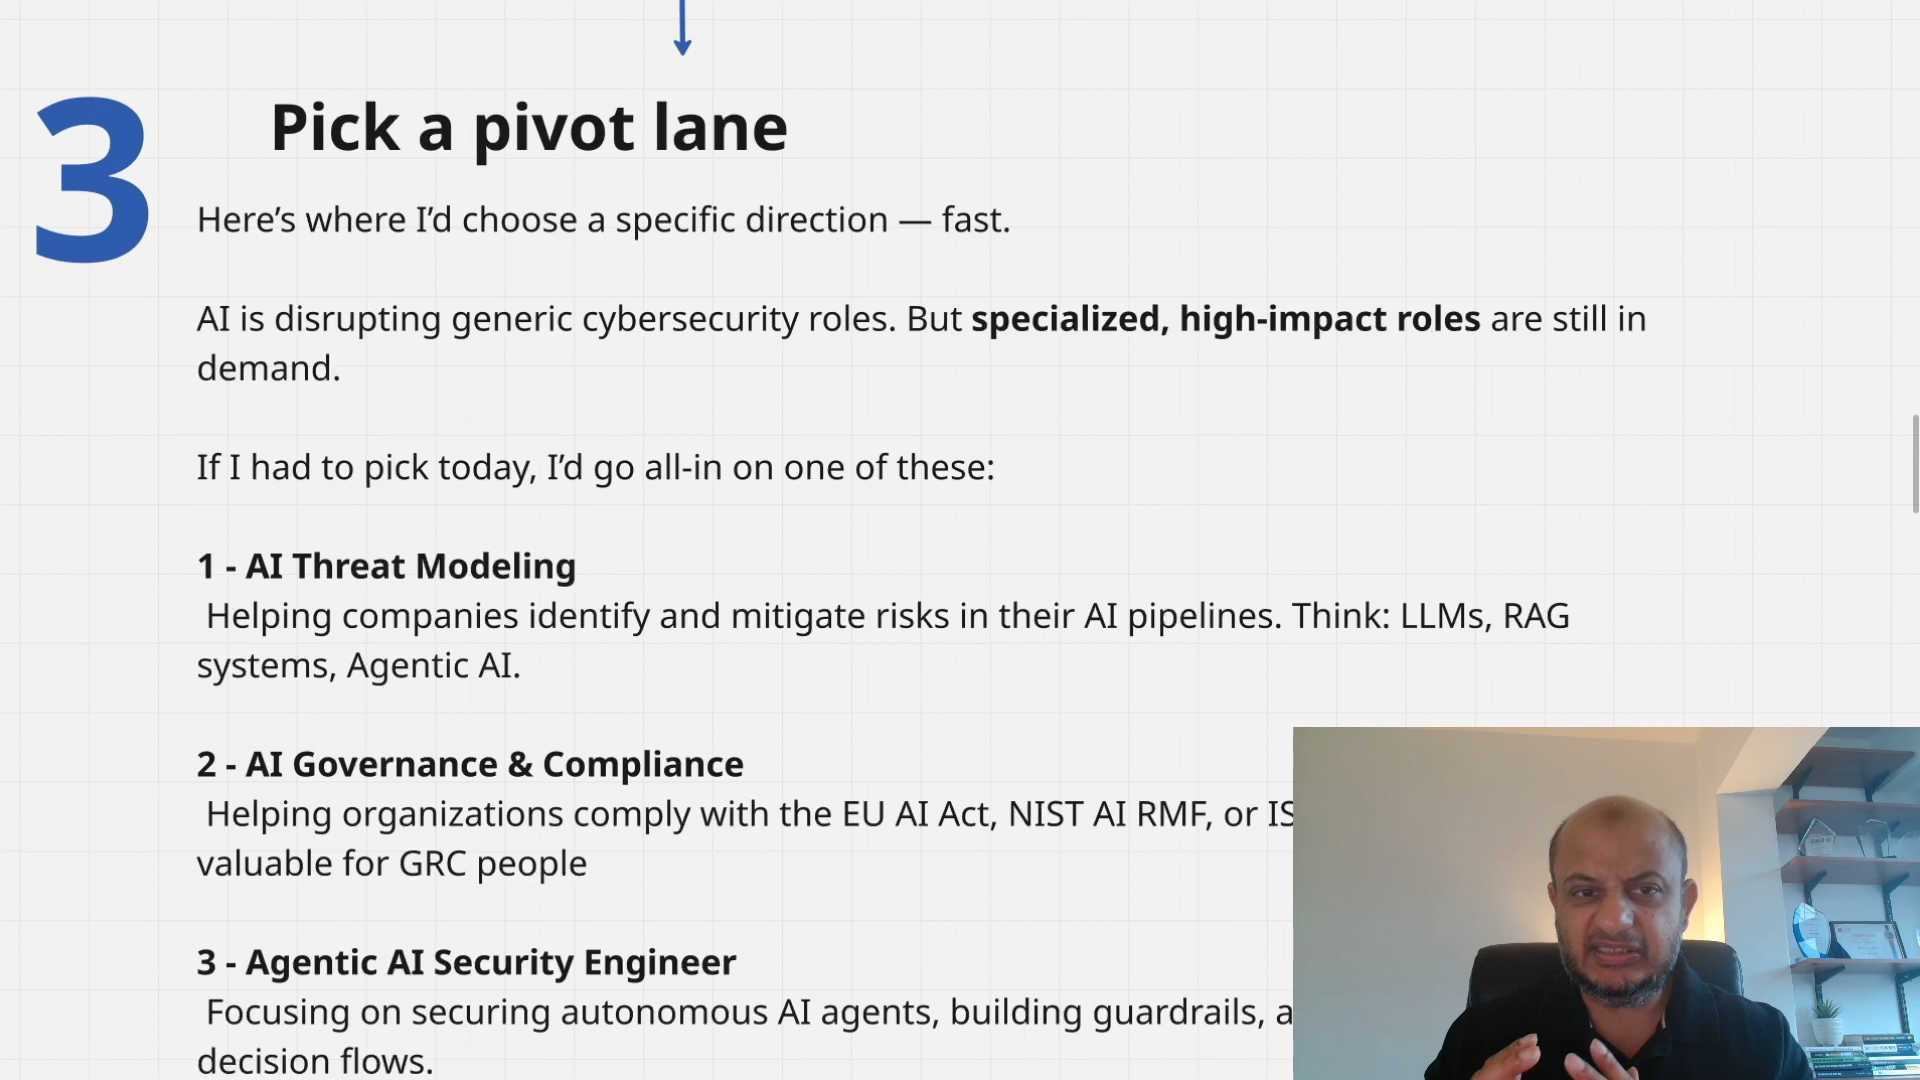 3
Pick a pivot lane
Here’s where I’d choose a specific direction — fast.
AI is disrupting generic cybersecurity roles. But specialized, high-impact roles are still in
demand.
If I had to pick today, I’d go all-in on one of these:
1 - AI Threat Modeling
Helping companies identify and mitigate risks in their AI pipelines. Think: LLMs, RAG
systems, Agentic AI.
2 - AI Governance & Compliance
Helping organizations comply with the EU AI Act, NIST AI RMF, or
valuable for GRC people
3 - Agentic AI Security Engineer
Focusing on securing autonomous AI agents, building guardrails,
decision flows.